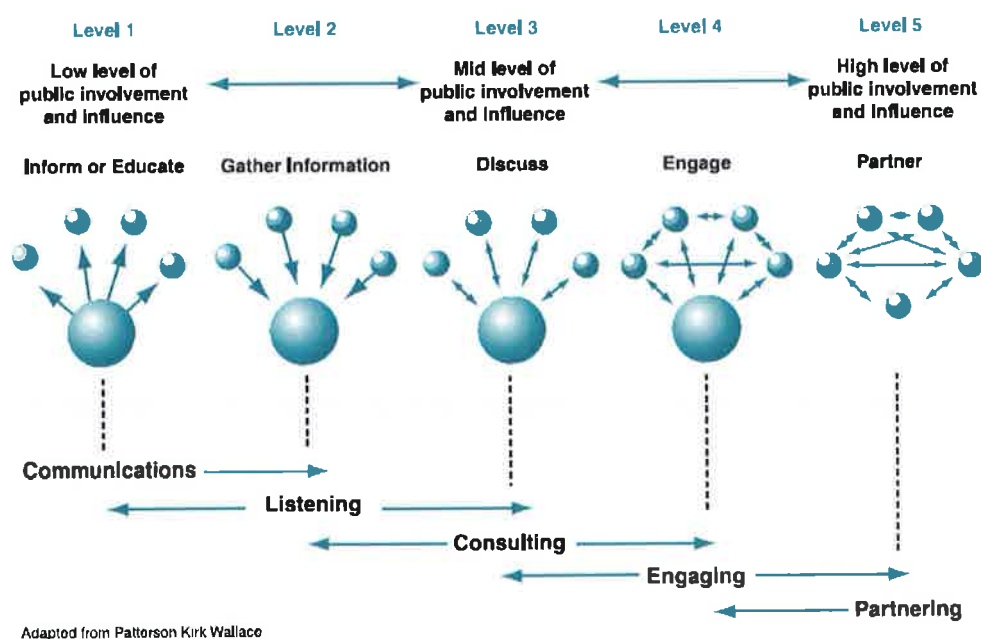 Level 1
Level 2
Level 3
Level 4
Level 5
Low level of
public involvement
and influence
Mid level of
public involvement
and influence
High level of
public involvement
and influence
Inform or Educate
Gather Information
Discuss
Engage
Partner
Communications
Listening
Consulting
Engaging
Partnering
Adapted from Patterson Kirk Wallace